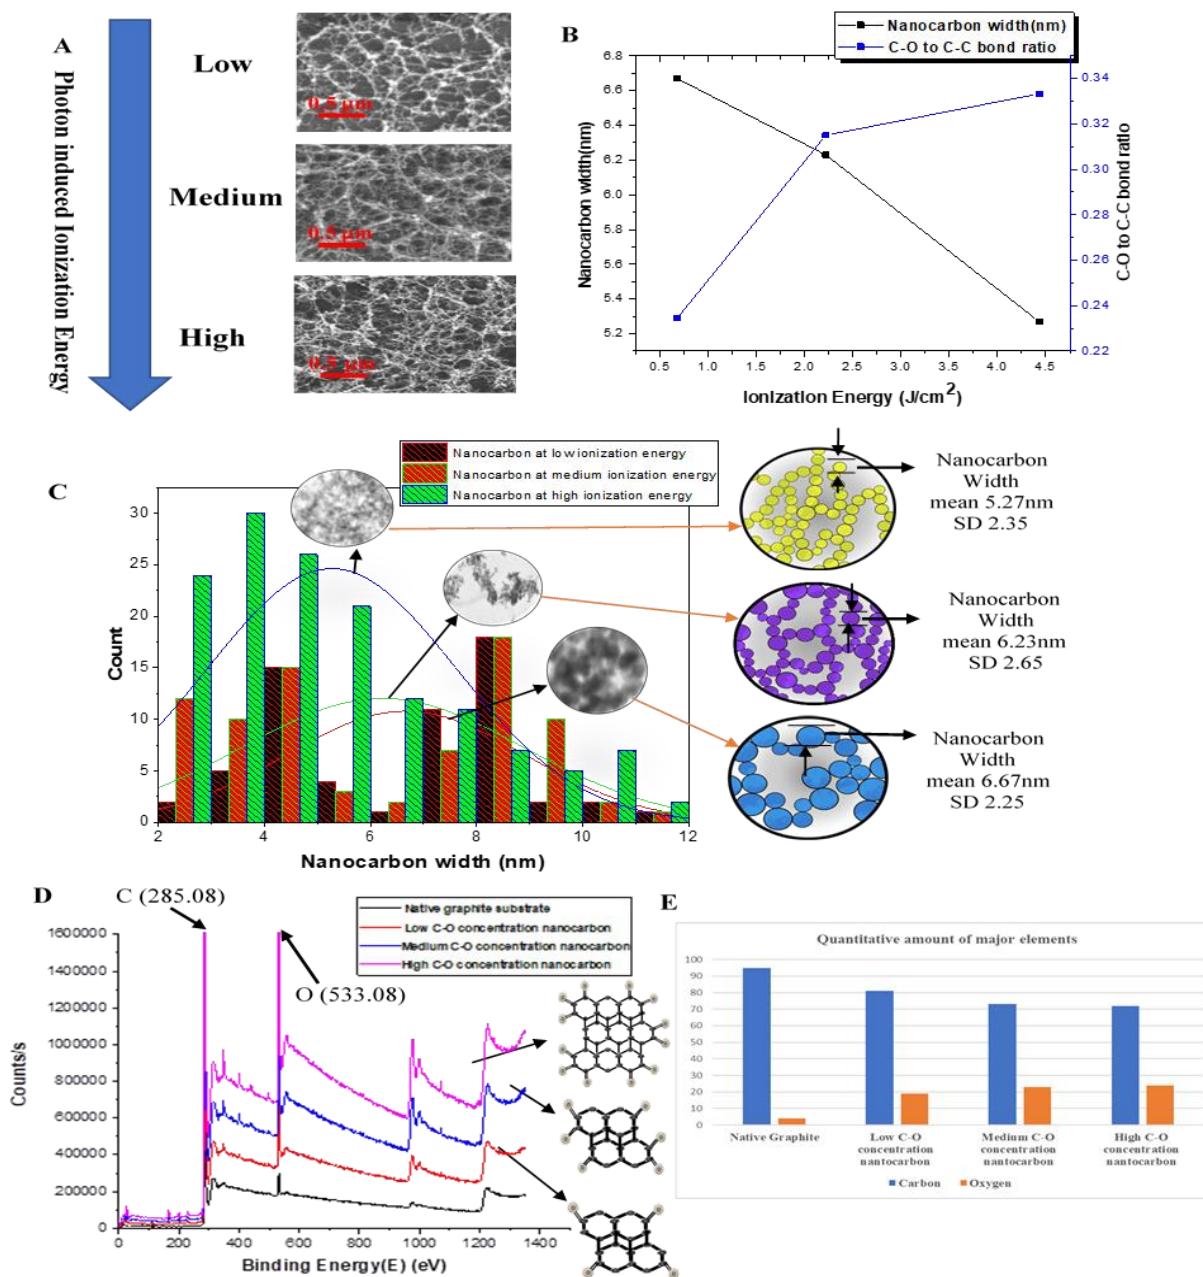 A
Photon induced Ionization Energy
Low
0.5 μm
Medium
0.5 μm
High
0.5 μm
B
Nanocarbon width(nm)
C-O to C-C bond ratio
Nanocarbon width(nm)
6.8
6.6
6.4
6.2
6.0
5.8
5.6
5.4
5.2
0.34
0.32
0.30
0.28
0.26
0.24
0.22
C-O to C-C bond ratio
0.5 1.0 1.5 2.0 2.5 3.0 3.5 4.0 4.5
Ionization Energy (J/cm²)
C
Nanocarbon at low ionization energy
Nanocarbon at medium ionization energy
Nanocarbon at high ionization energy
Count
30
25
20
15
10
5
0
2 4 6 8 10 12
Nanocarbon width (nm)
Nanocarbon
Width
mean 5.27nm
SD 2.35
Nanocarbon
Width
mean 6.23nm
SD 2.65
Nanocarbon
Width
mean 6.67nm
SD 2.25
D
C (285.08)
O (533.08)
Native graphite substrate
Low C-O concentration nanocarbon
Medium C-O concentration nanocarbon
High C-O concentration nanocarbon
Counts/s
1600000
1400000
1200000
1000000
800000
600000
400000
200000
0
0 200 400 600 800 1000 1200 1400
Binding Energy(E) (eV)
E
Quantitative amount of major elements
100
90
80
70
60
50
40
30
20
10
0
Native Graphite
Low C-O
concentration
nantocarbon
Medium C-O
concentration
nantocarbon
High C-O
concentration
nantocarbon
Carbon
Oxygen